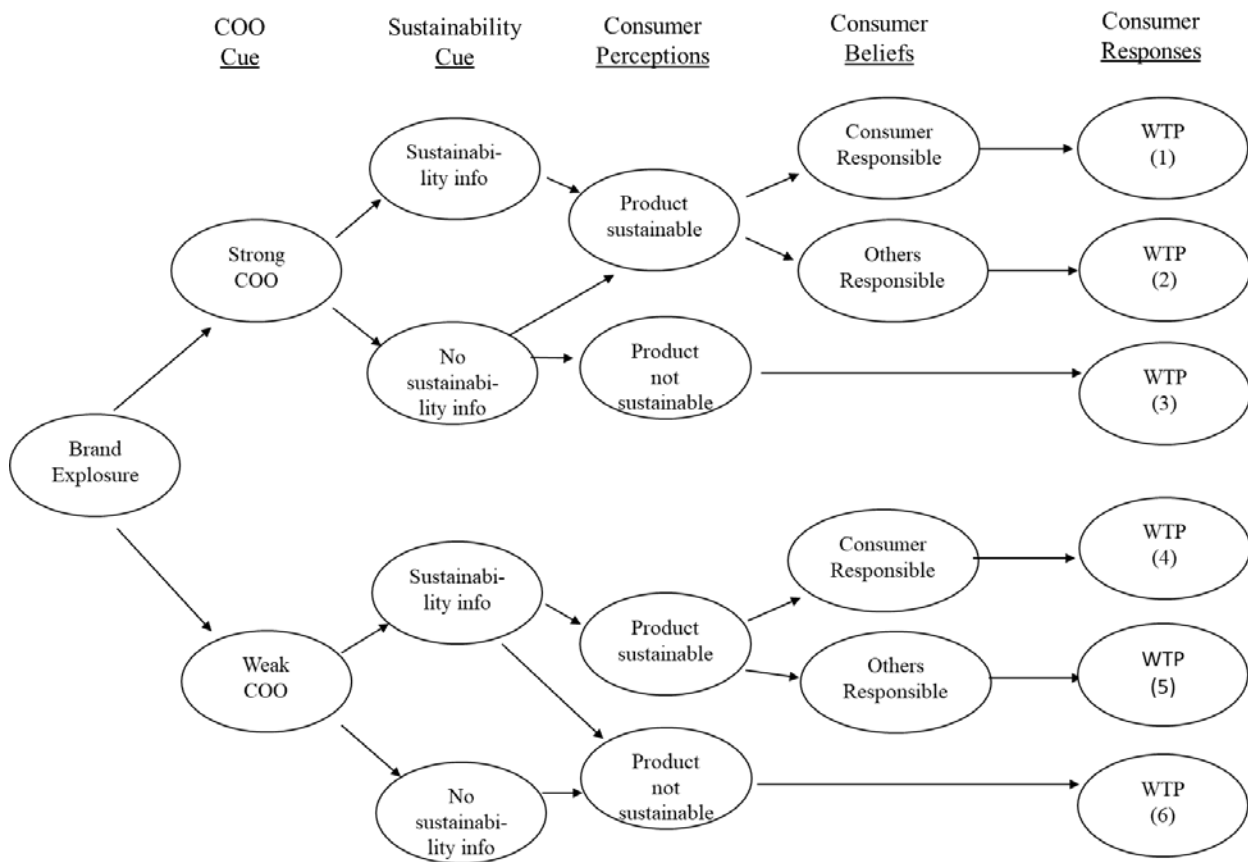 COO
Cue
Sustainability
Cue
Consumer
Perceptions
Consumer
Beliefs
Consumer
Responses
Consumer
Responsible
WTP
(1)
Sustainabi-
lity info
Product
sustainable
Strong
COO
Others
Responsible
WTP
(2)
No
sustainabi-
lity info
Product
not
sustainable
WTP
(3)
Brand
Explosure
Consumer
Responsible
WTP
(4)
Sustainabi-
lity info
Product
sustainable
Weak
COO
Others
Responsible
WTP
(5)
Product
not
sustainable
No
sustainabi-
lity info
WTP
(6)